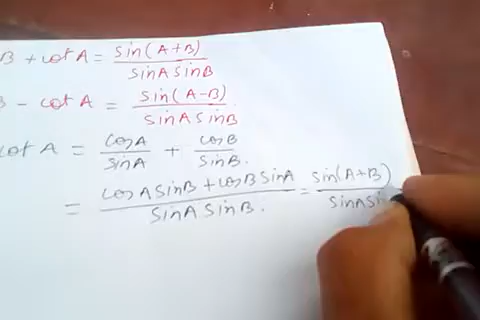 B + cot A = sin(A+B) / sinA sinB
- cot A = sin(A-B) / sinA sinB
cot A = cosA / sinA + cosB / sinB.
= cosA sinB + cosB sinA / sinA sinB. = sin(A+B) / sinA si